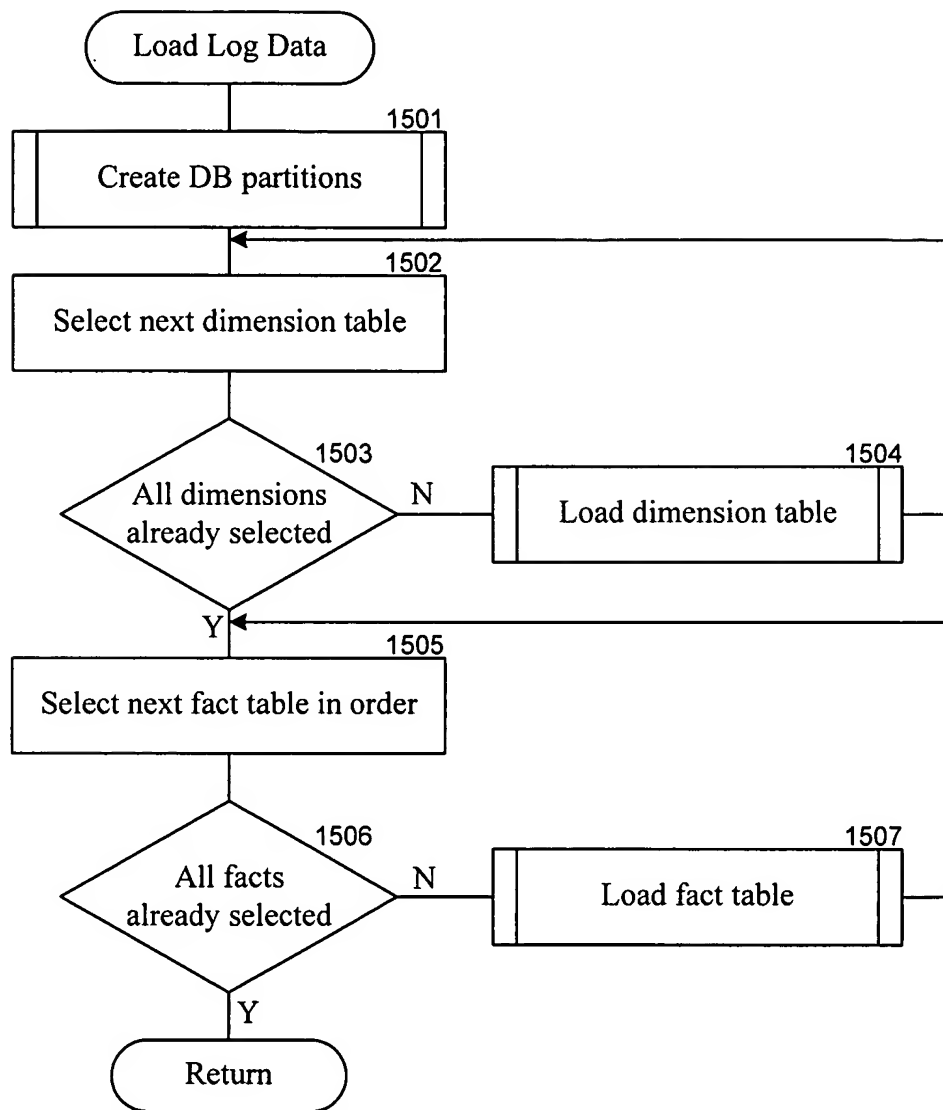 Load Log Data
1501
Create DB partitions
1502
Select next dimension table
1503
All dimensions
already selected
N
1504
Load dimension table
Y
1505
Select next fact table in order
1506
All facts
already selected
N
1507
Load fact table
Y
Return